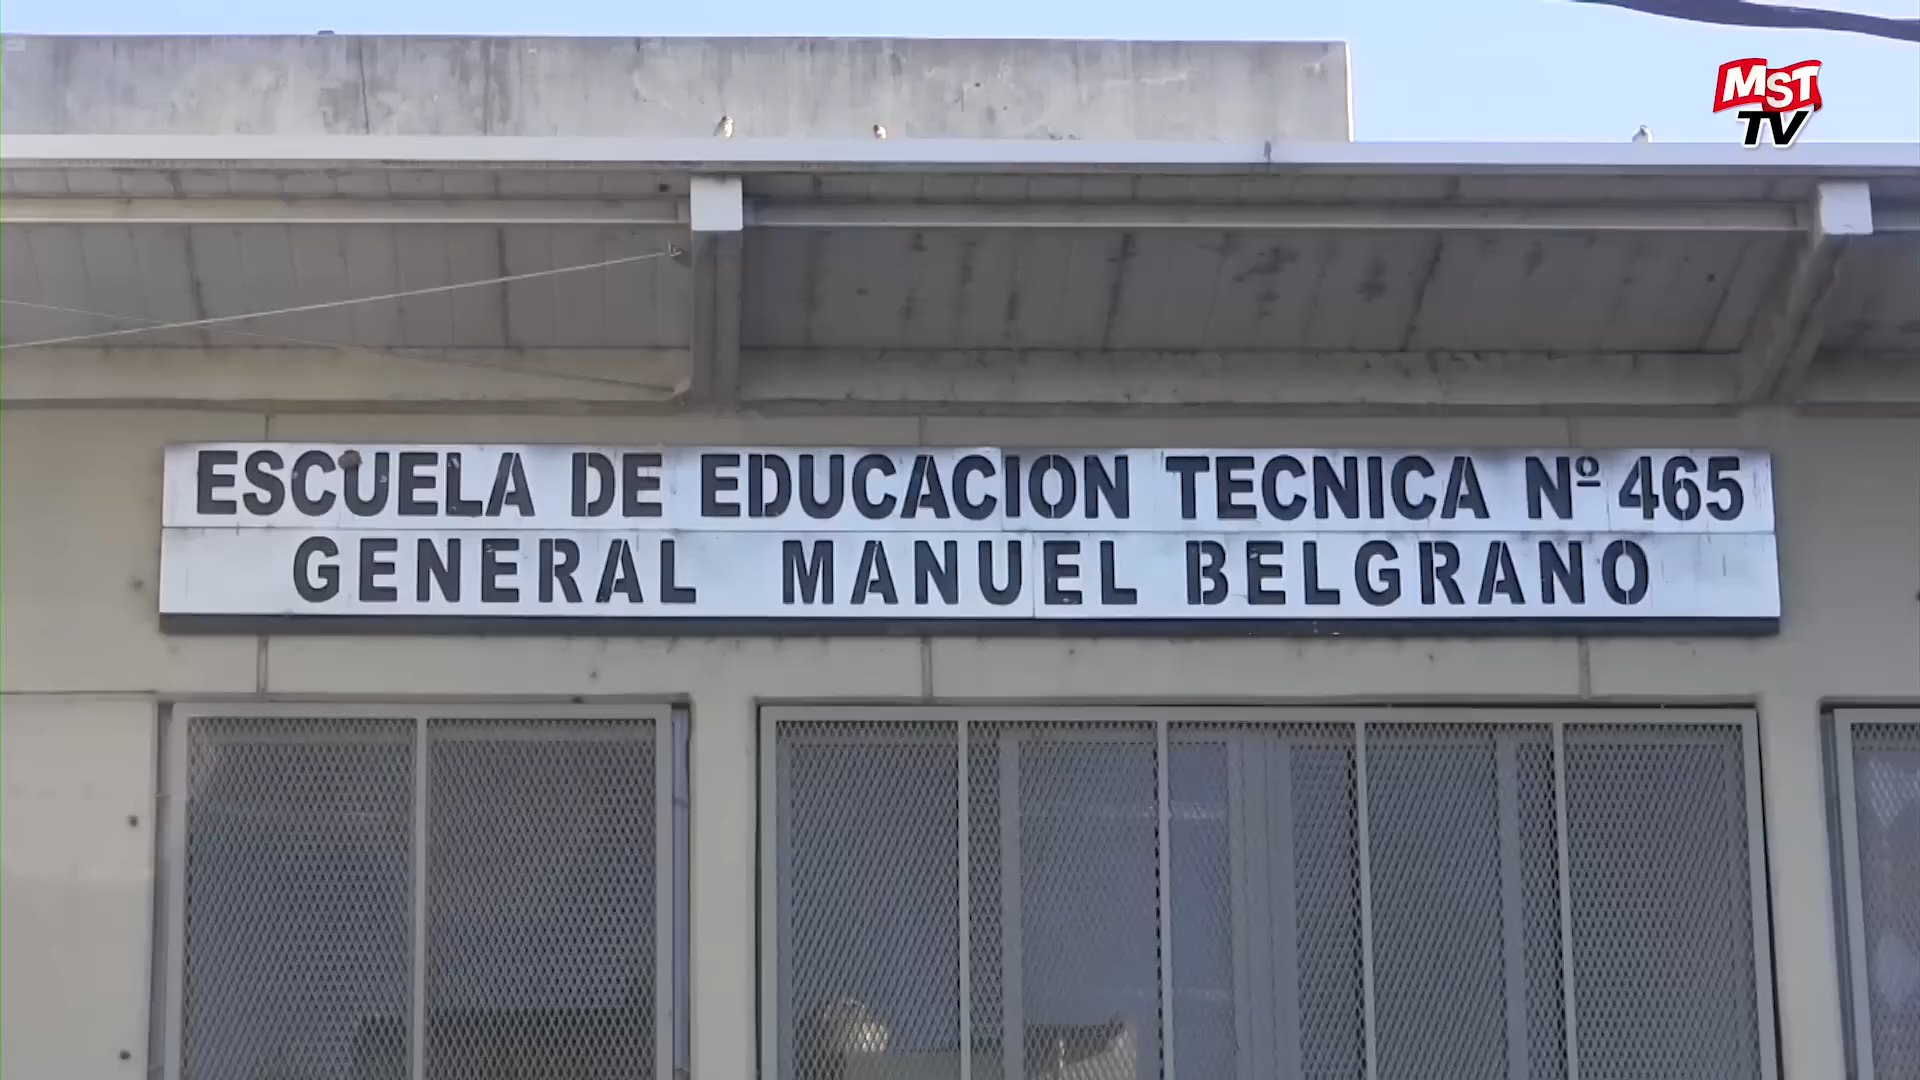 MST
TV
ESCUELA DE EDUCACION TECNICA Nº 465
GENERAL MANUEL BELGRANO